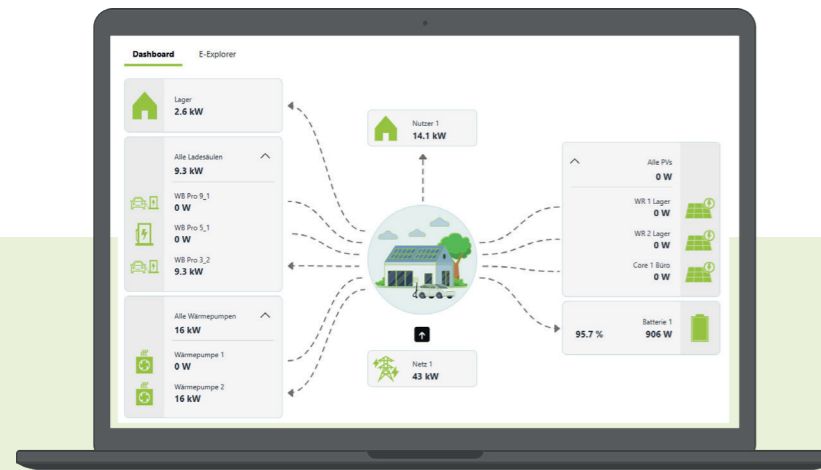 Dashboard E-Explorer
Lager
2.6 kW
Alle Ladesäulen
9.3 kW
WB Pro 9_1
0 W
WB Pro 5_1
0 W
WB Pro 3_2
9.3 kW
Alle Wärmepumpen
16 kW
Wärmepumpe 1
0 W
Wärmepumpe 2
16 kW
Nutzer 1
14.1 kW
Netz 1
43 kW
Alle PVs
0 W
WR 1 Lager
0 W
WR 2 Lager
0 W
Core 1 Büro
0 W
Batterie 1
95.7 % 906 W